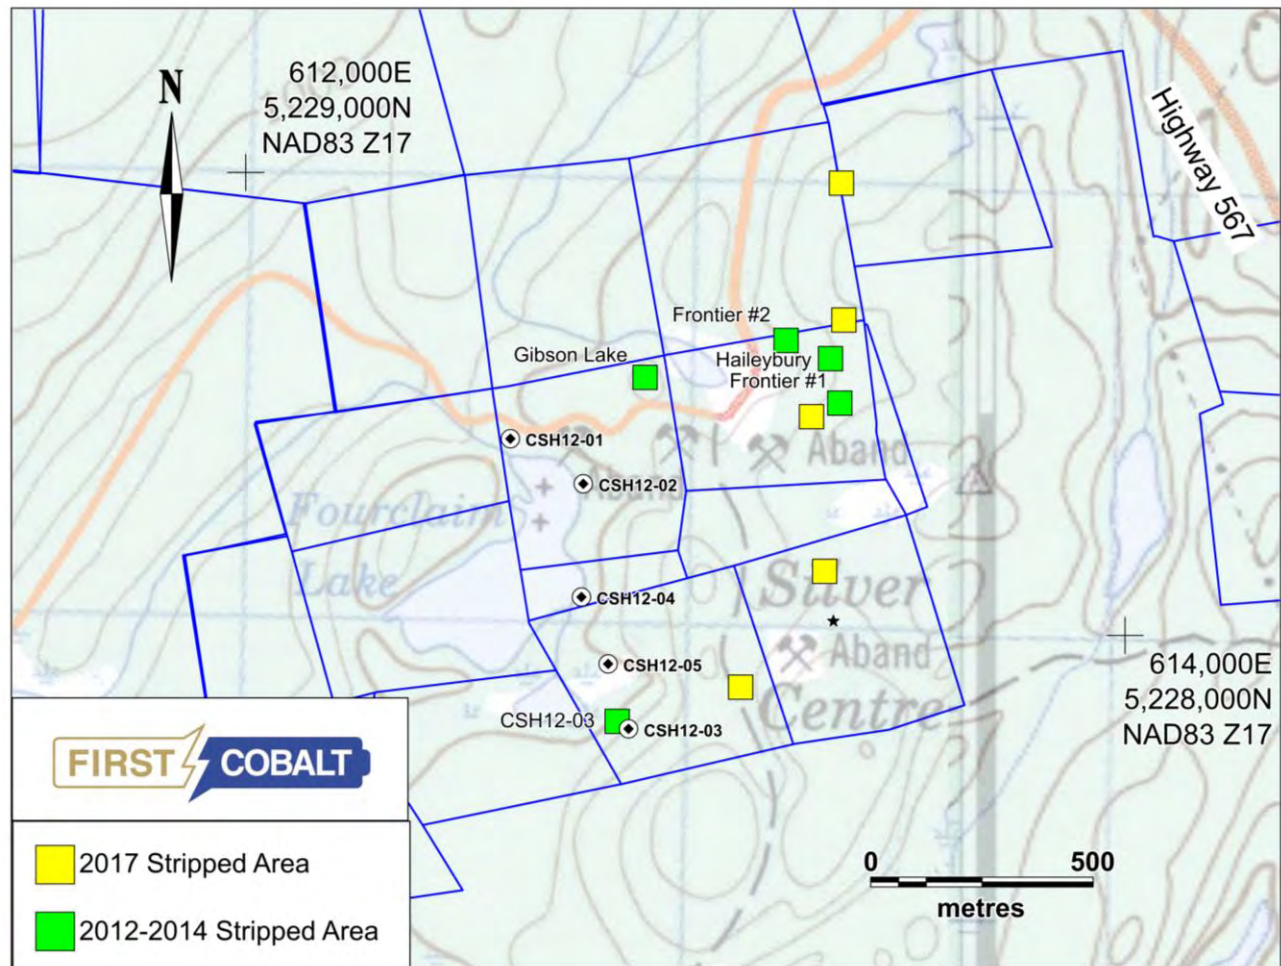 N
612,000E
5,229,000N
NAD83 Z17
Highway 567
Frontier #2
Gibson Lake
Haileybury
Frontier #1
CSH12-01
Aband
CSH12-02
Aband
Fourclaim
Lake
CSH12-04
Silver
CSH12-05
Aband
614,000E
Centre
5,228,000N
CSH12-03
CSH12-03
NAD83 Z17
FIRST COBALT
2017 Stripped Area
0 500
metres
2012-2014 Stripped Area